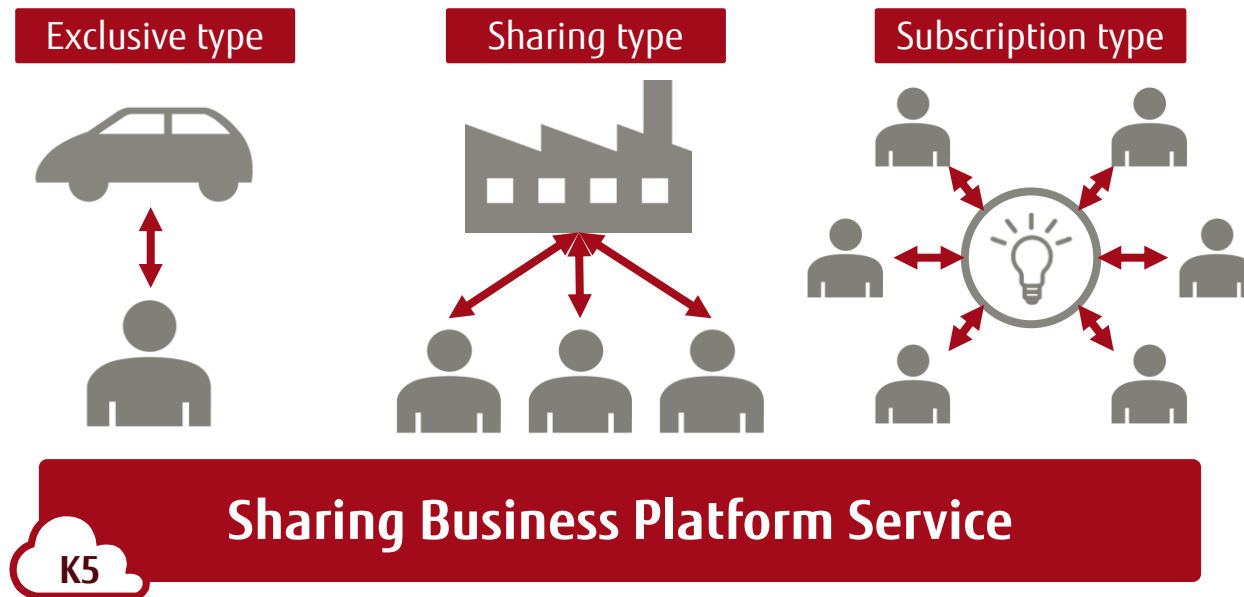 Exclusive type
Sharing type
Subscription type
Sharing Business Platform Service
K5